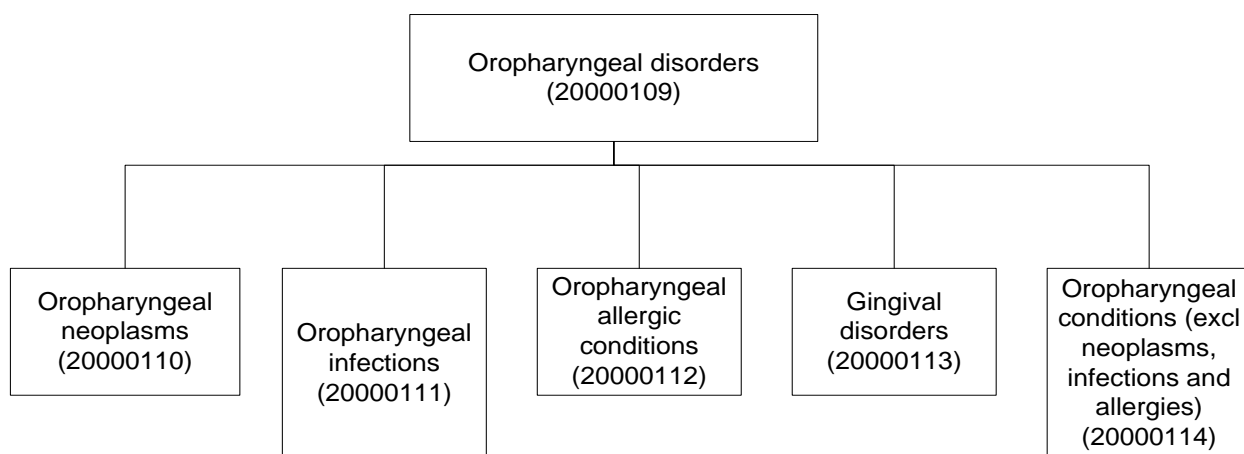 Oropharyngeal disorders
(20000109)
Oropharyngeal
neoplasms
(20000110)
Oropharyngeal
infections
(20000111)
Oropharyngeal
allergic
conditions
(20000112)
Gingival
disorders
(20000113)
Oropharyngeal
conditions (excl
neoplasms,
infections and
allergies)
(20000114)